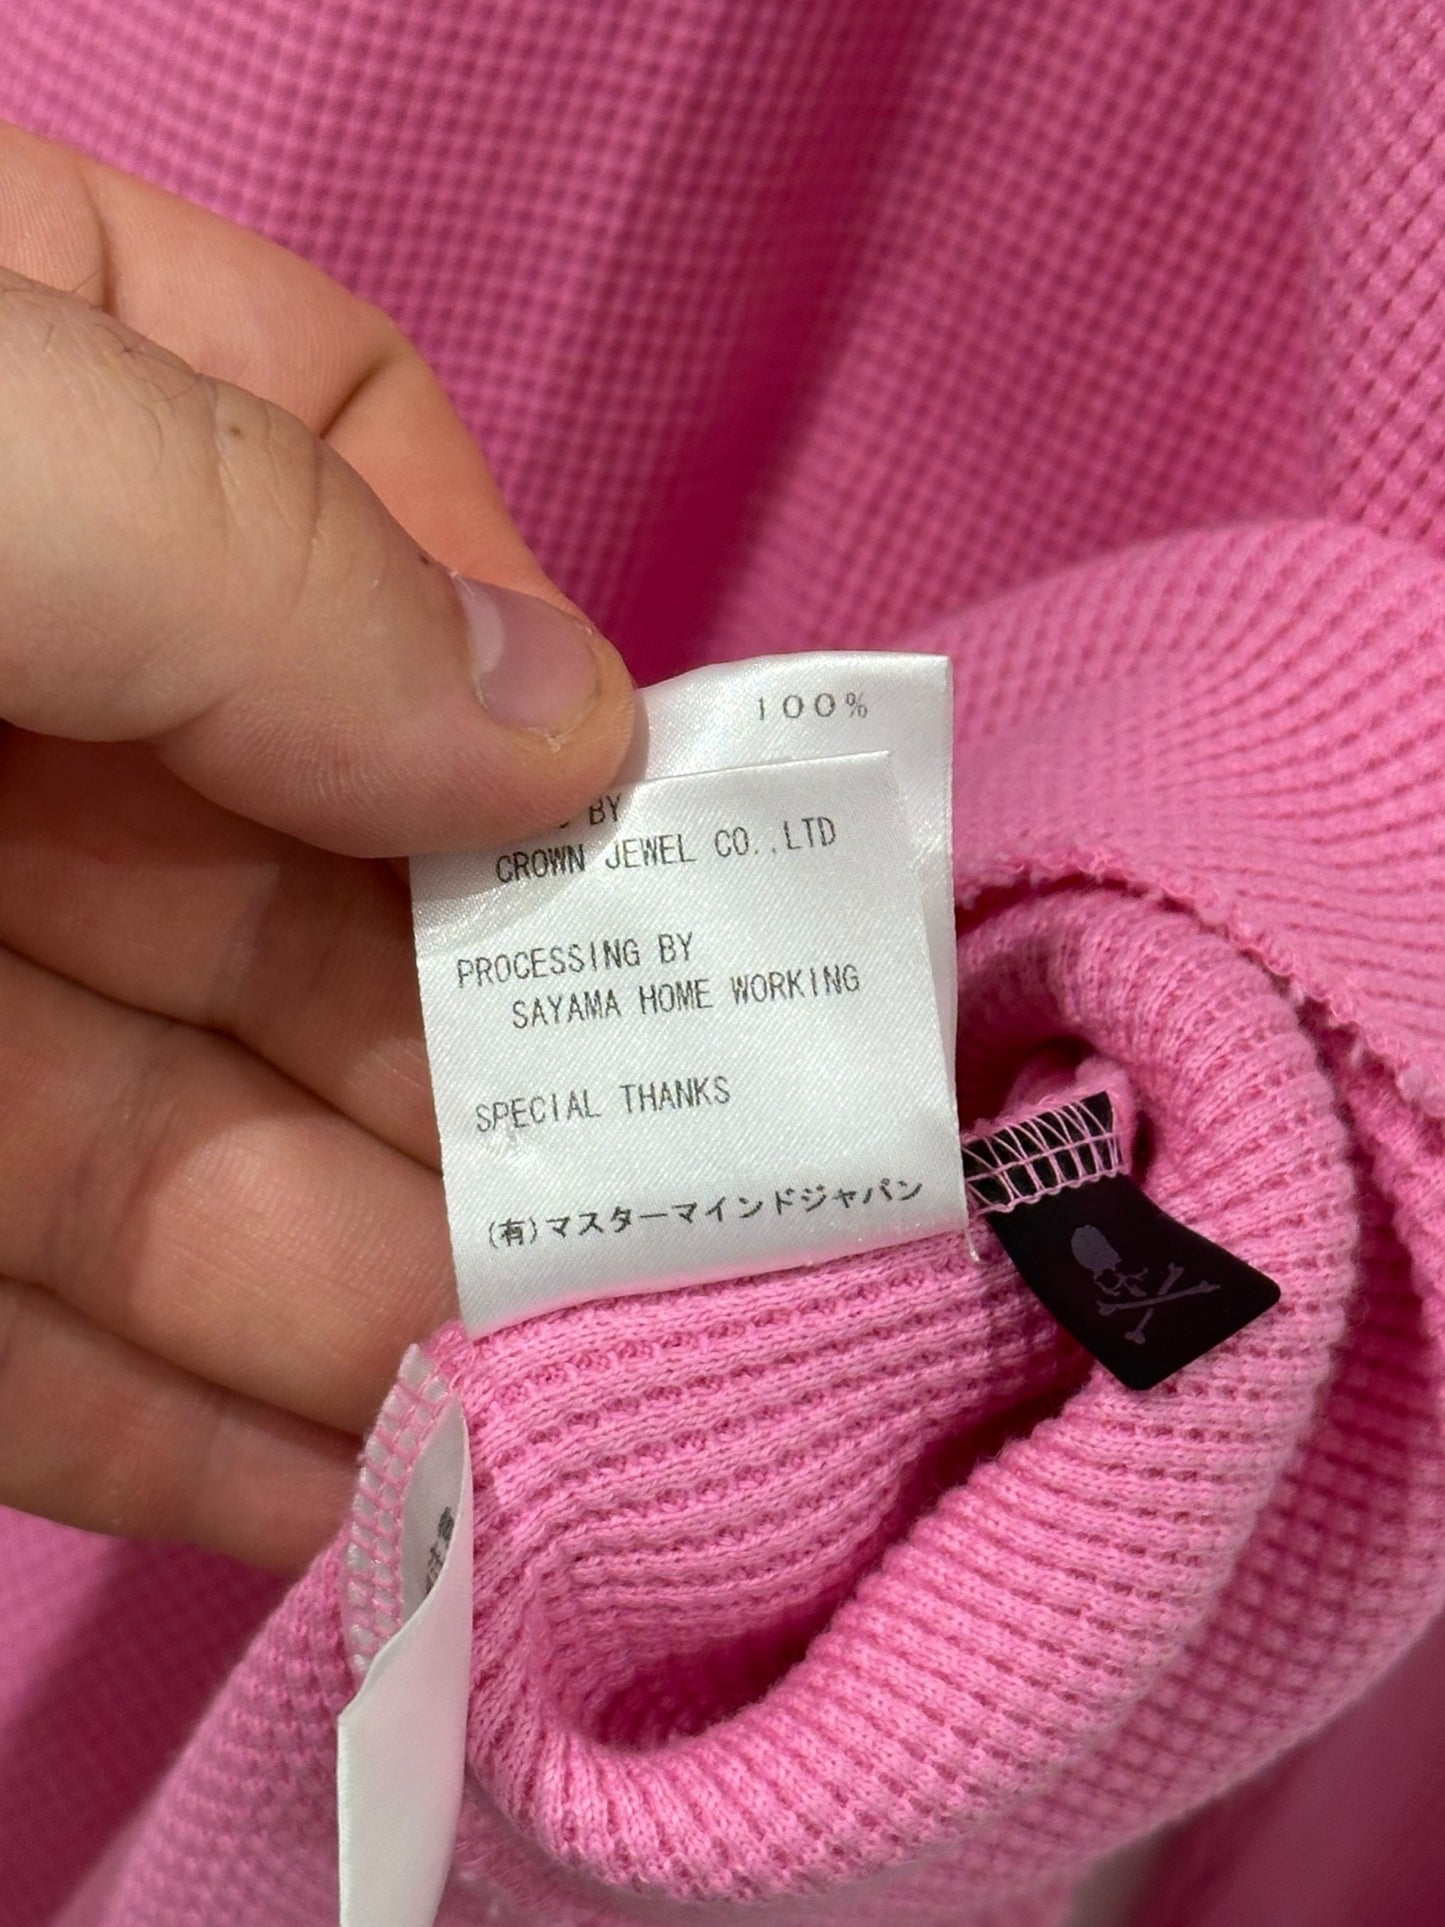 100%
BY
CROWN JEWEL CO.,LTD
PROCESSING BY
SAYAMA HOME WORKING
SPECIAL THANKS
(有)マスターマインドジャパン